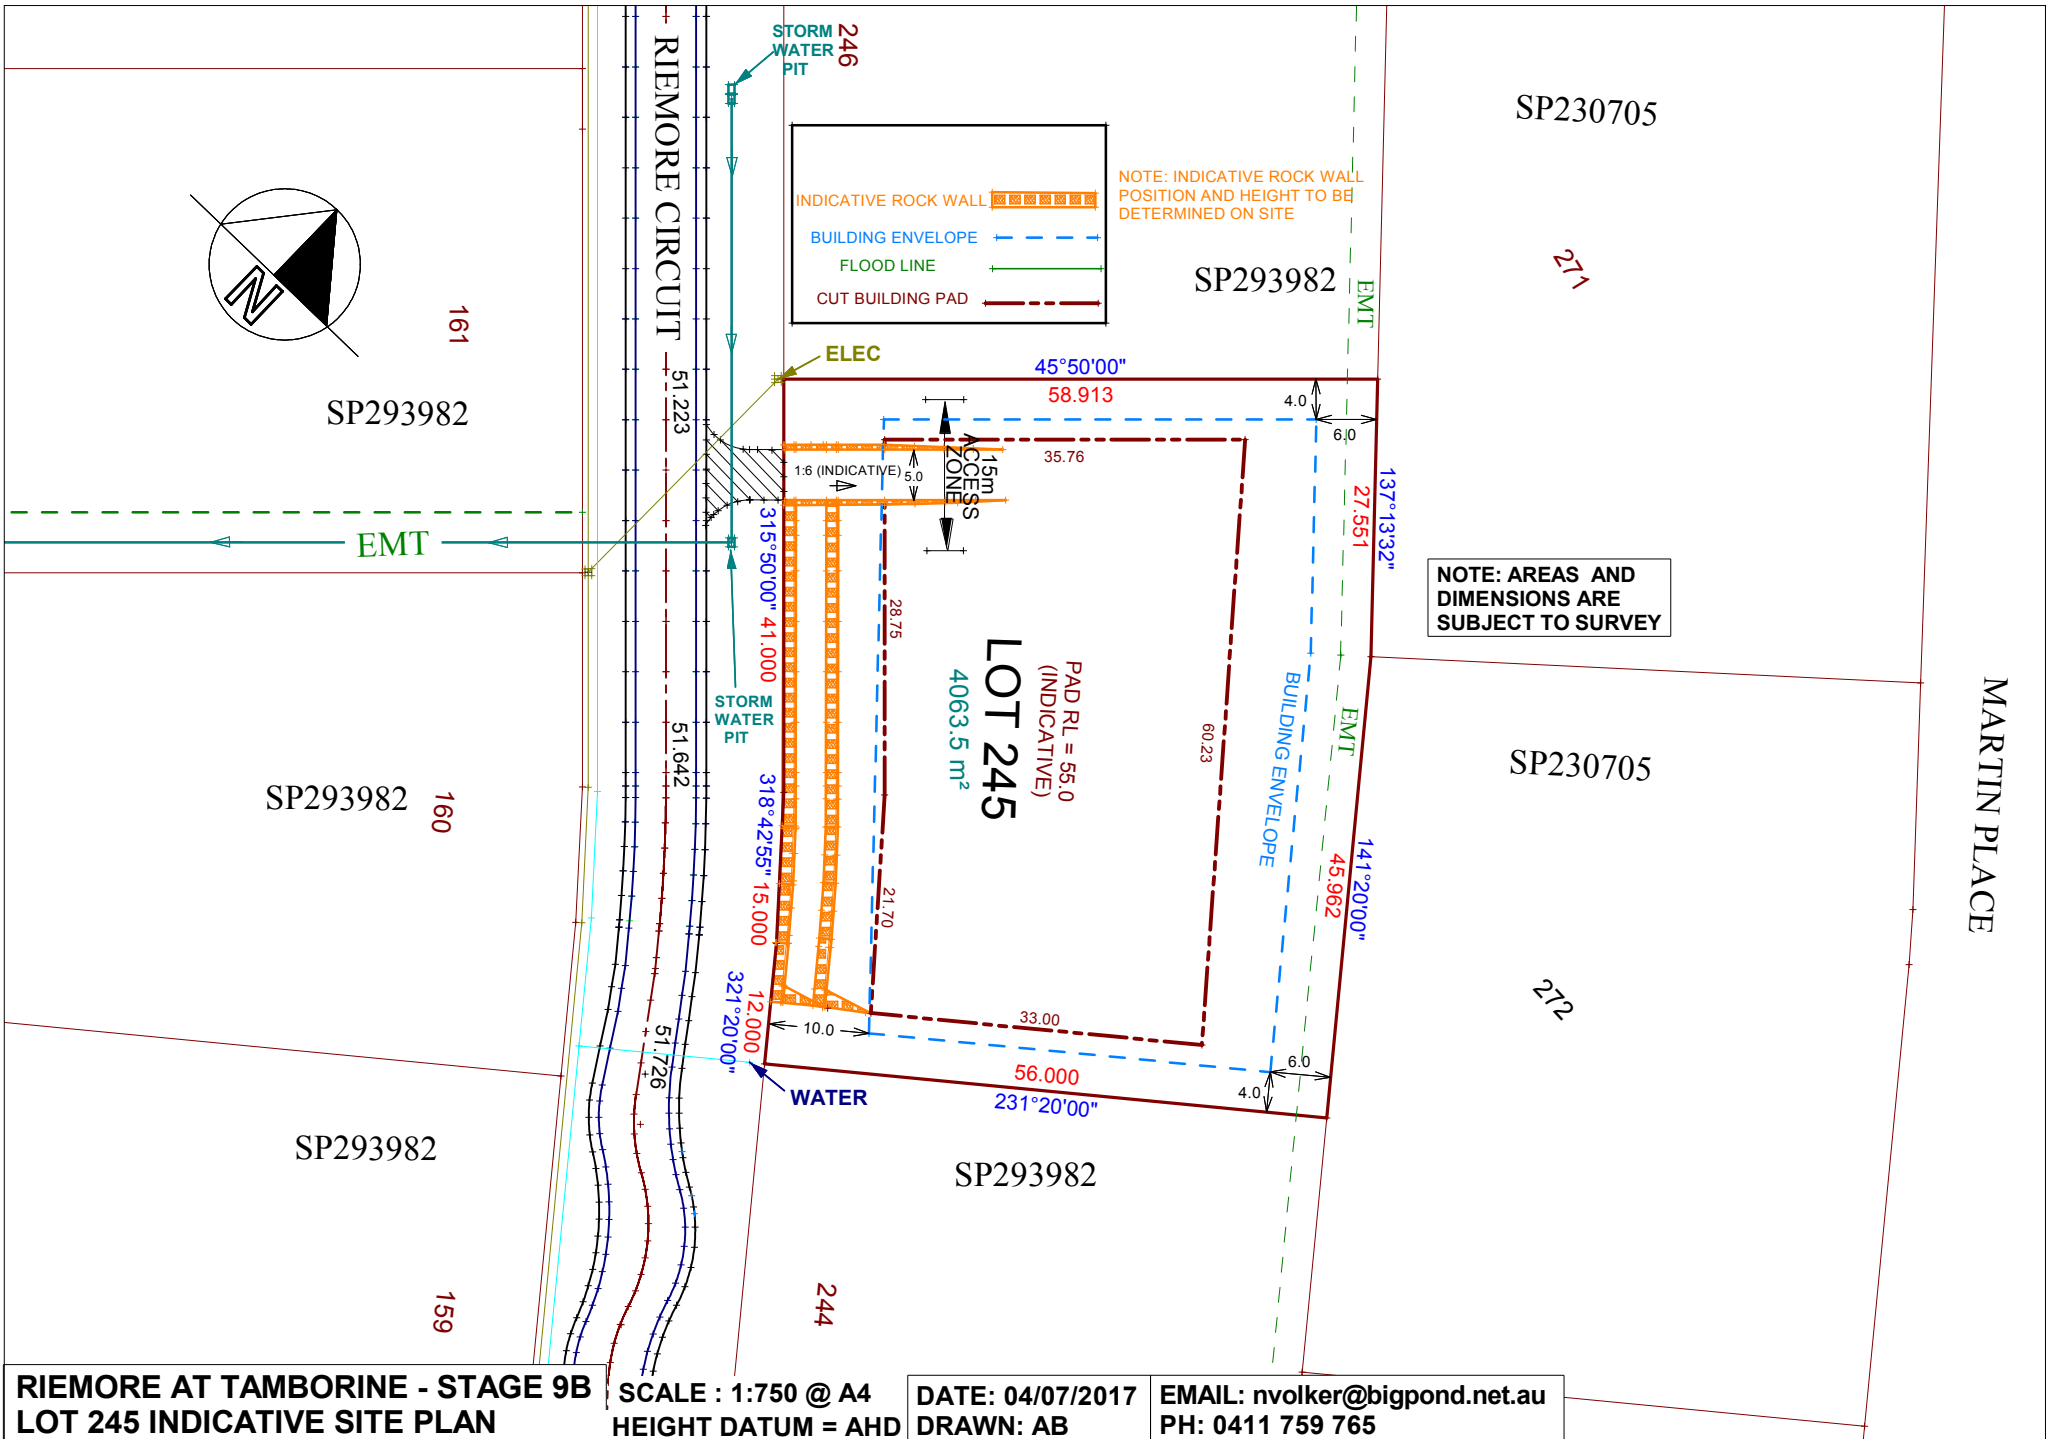 STORM
WATER
PIT
246
RIEMORE CIRCUIT
SP230705
INDICATIVE ROCK WALL
BUILDING ENVELOPE
FLOOD LINE
CUT BUILDING PAD
NOTE: INDICATIVE ROCK WALL
POSITION AND HEIGHT TO BE
DETERMINED ON SITE
SP293982
EMT
271
N
161
SP293982
ELEC
51.223
45°50'00"
58.913
4.0
6.0
15m
ACCESS
ZONE
35.76
1:6 (INDICATIVE)
5.0
137°13'32"
27.551
EMT
315°50'00" 41.000
NOTE: AREAS AND
DIMENSIONS ARE
SUBJECT TO SURVEY
28.75
LOT 245
4063.5 m²
PAD RL = 55.0
(INDICATIVE)
60.23
BUILDING ENVELOPE
EMT
STORM
WATER
PIT
51.642
SP230705
MARTIN PLACE
SP293982
160
318°42'55" 15.000
21.70
141°20'00"
45.962
272
12.000
321°20'00"
10.0
33.00
51.726
WATER
56.000
231°20'00"
6.0
4.0
SP293982
SP293982
159
244
RIEMORE AT TAMBORINE - STAGE 9B
LOT 245 INDICATIVE SITE PLAN
SCALE : 1:750 @ A4
HEIGHT DATUM = AHD
DATE: 04/07/2017
DRAWN: AB
EMAIL: nvolker@bigpond.net.au
PH: 0411 759 765